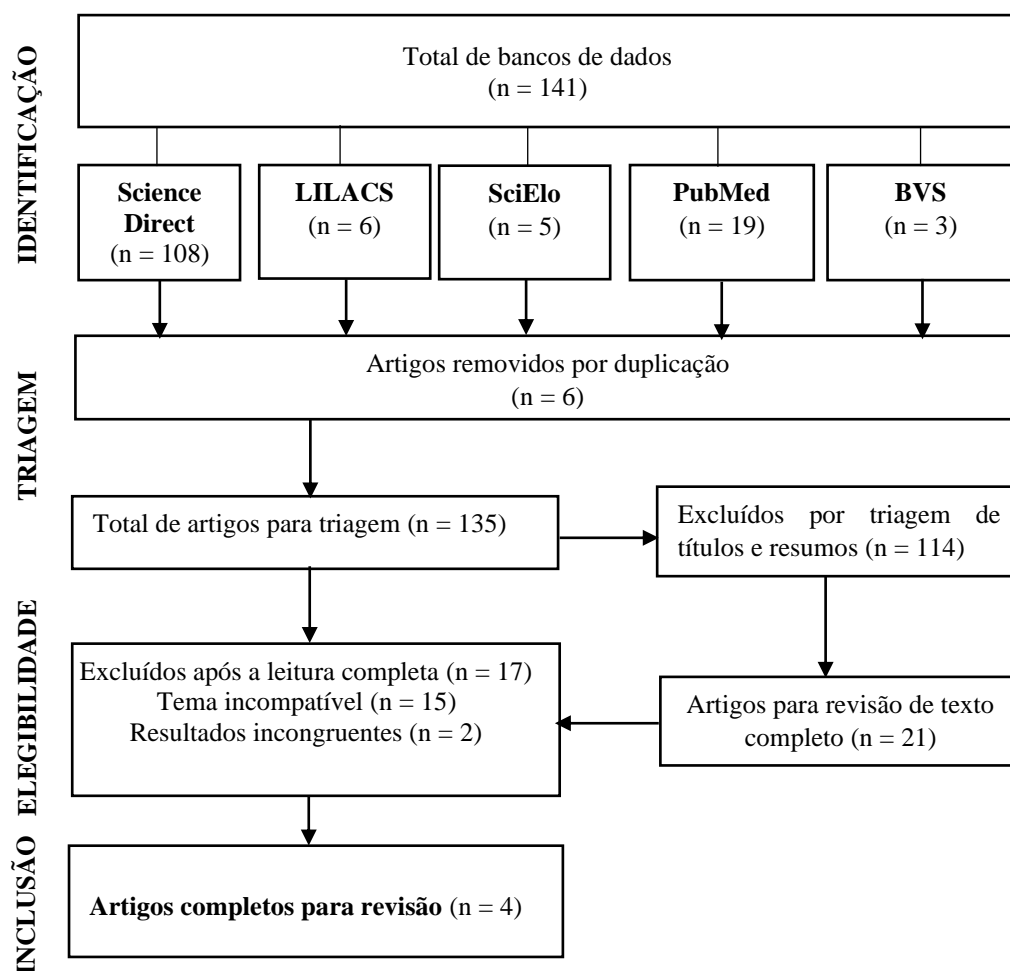 IDENTIFICAÇÃO
Total de bancos de dados
(n = 141)
Science
Direct
(n = 108)
LILACS
(n = 6)
SciElo
(n = 5)
PubMed
(n = 19)
BVS
(n = 3)
TRIAGEM
Artigos removidos por duplicação
(n = 6)
Total de artigos para triagem (n = 135)
Excluídos por triagem de
títulos e resumos (n = 114)
ELEGIBILIDADE
Excluídos após a leitura completa (n = 17)
Tema incompatível (n = 15)
Resultados incongruentes (n = 2)
Artigos para revisão de texto
completo (n = 21)
INCLUSÃO
Artigos completos para revisão (n = 4)